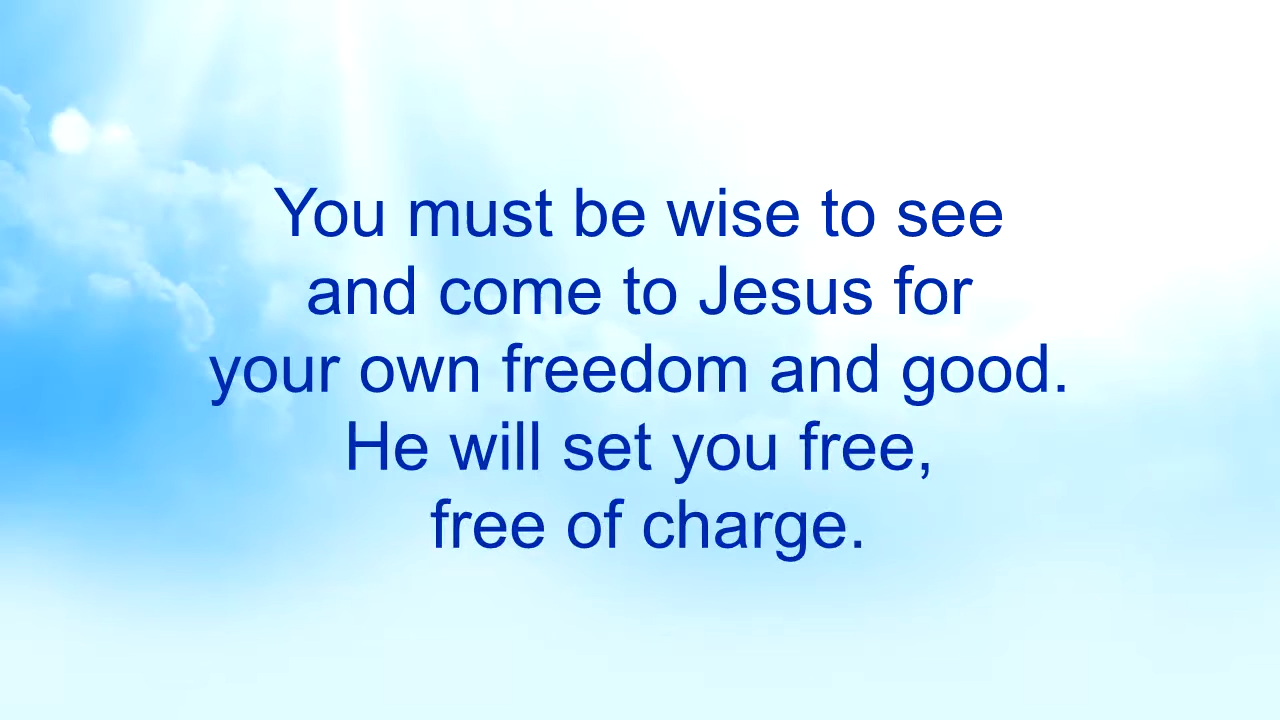 You must be wise to see
and come to Jesus for
your own freedom and good.
He will set you free,
free of charge.